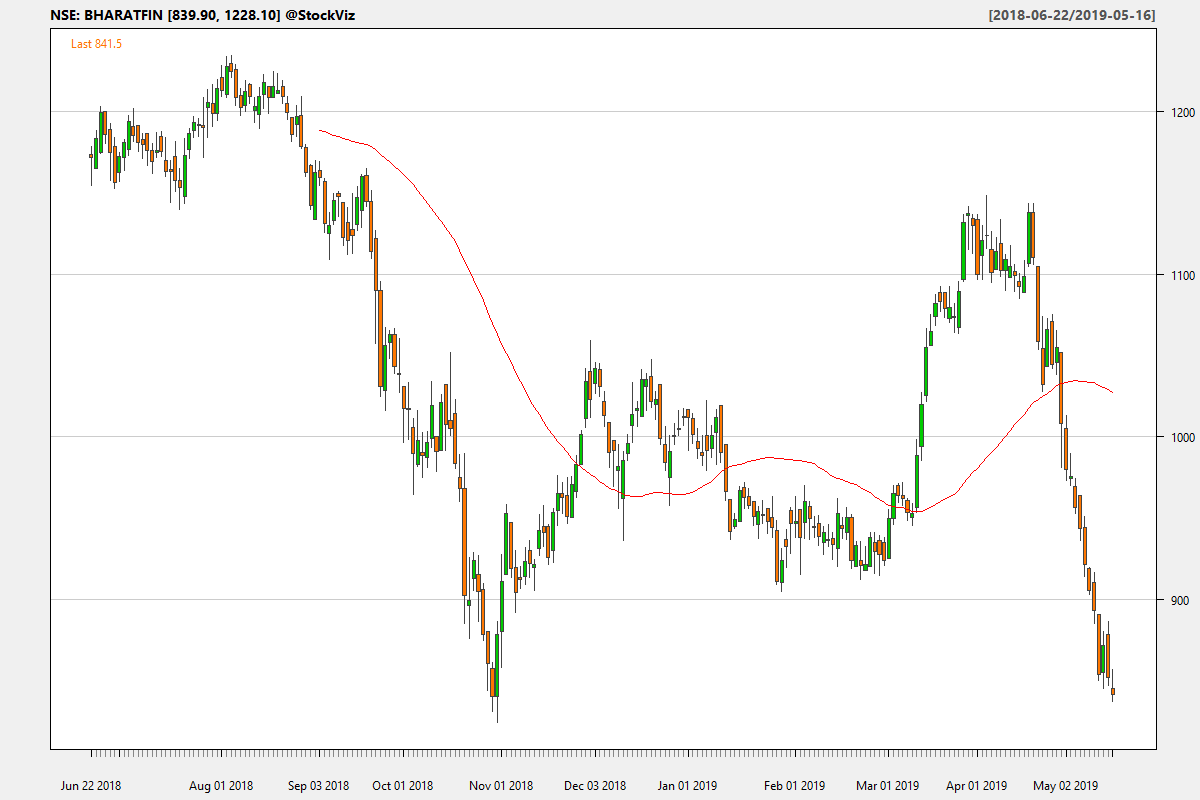 NSE: BHARATFIN [839.90, 1228.10] @StockViz [2018-06-22/2019-05-16]
Last 841.5
1200
1100
1000
900
Jun 22 2018 Aug 01 2018 Sep 03 2018 Oct 01 2018 Nov 01 2018 Dec 03 2018 Jan 01 2019 Feb 01 2019 Mar 01 2019 Apr 01 2019 May 02 2019